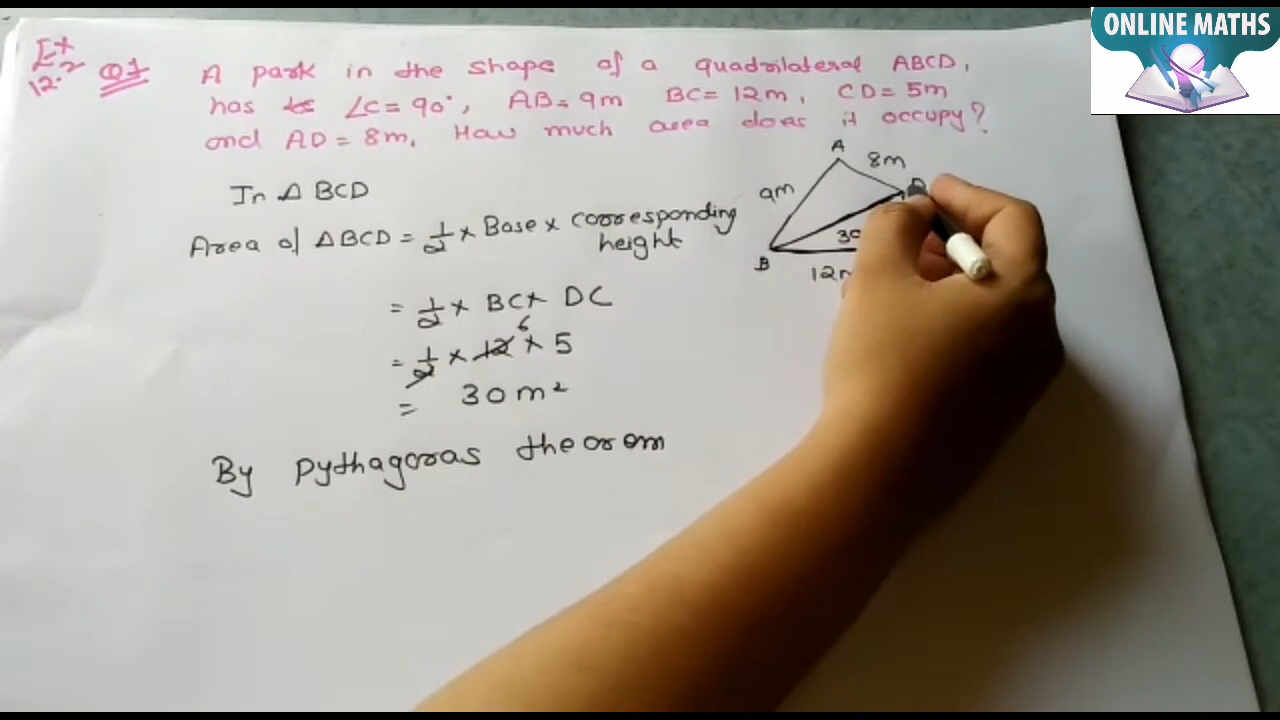 Ex 12.2 Q1 A park in the shape of a quadrilateral ABCD,
has ∠C = 90°, AB = 9m BC = 12m, CD = 5m
and AD = 8m, How much area does it occupy?
A
8m
9m
D
B
12m
In Δ BCD
Area of ΔBCD = 1/2 × Base × corresponding height
= 1/2 × BC × DC
6
= 1/2 × 12 × 5
= 30 m²
By pythagoras theorem
ONLINE MATHS